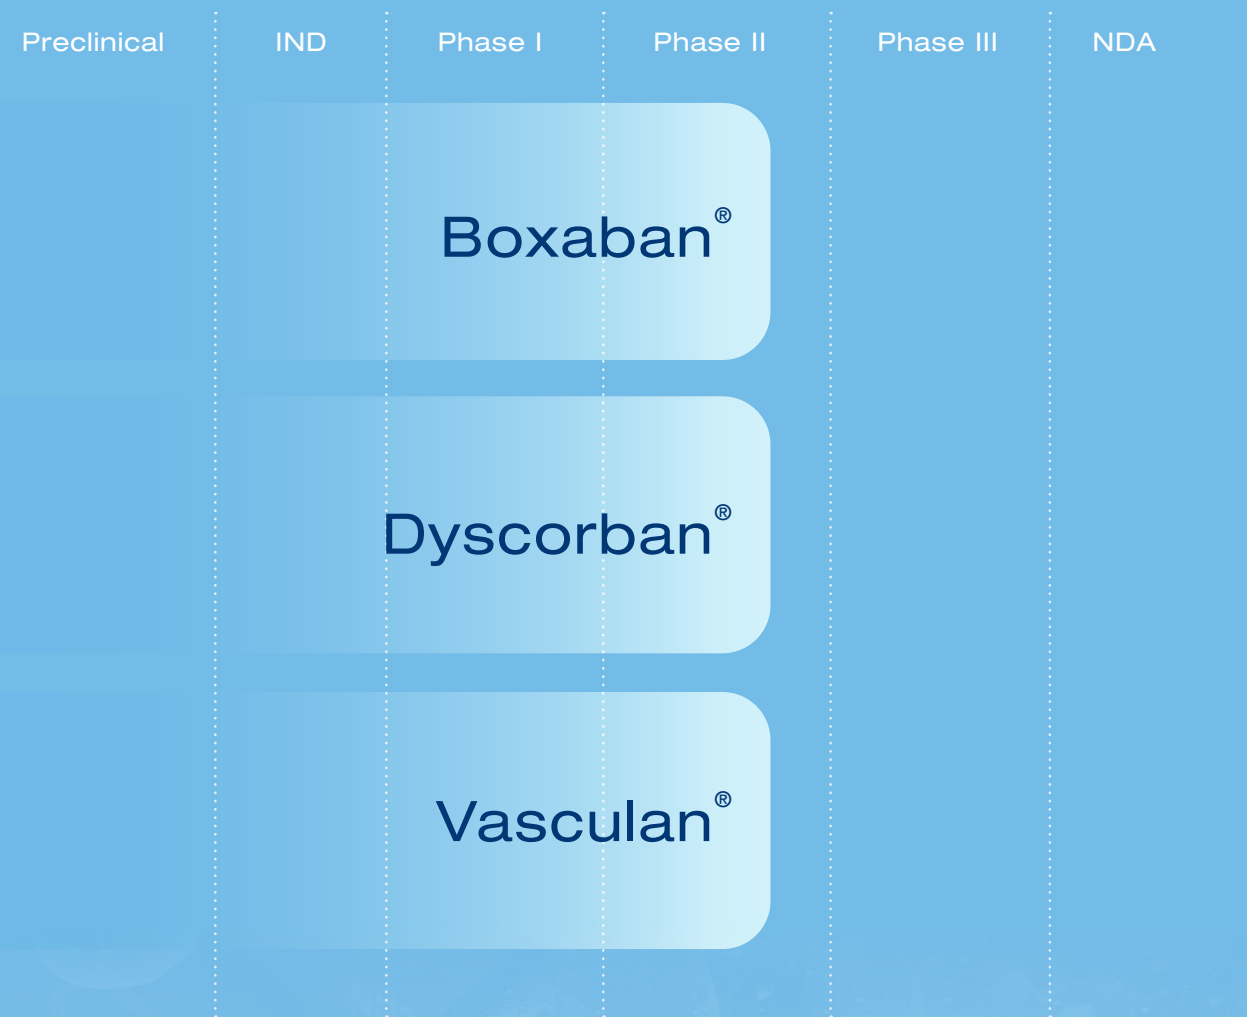 Preclinical IND Phase I Phase II Phase III NDA
Boxaban®
Dyscorban®
Vasculan®